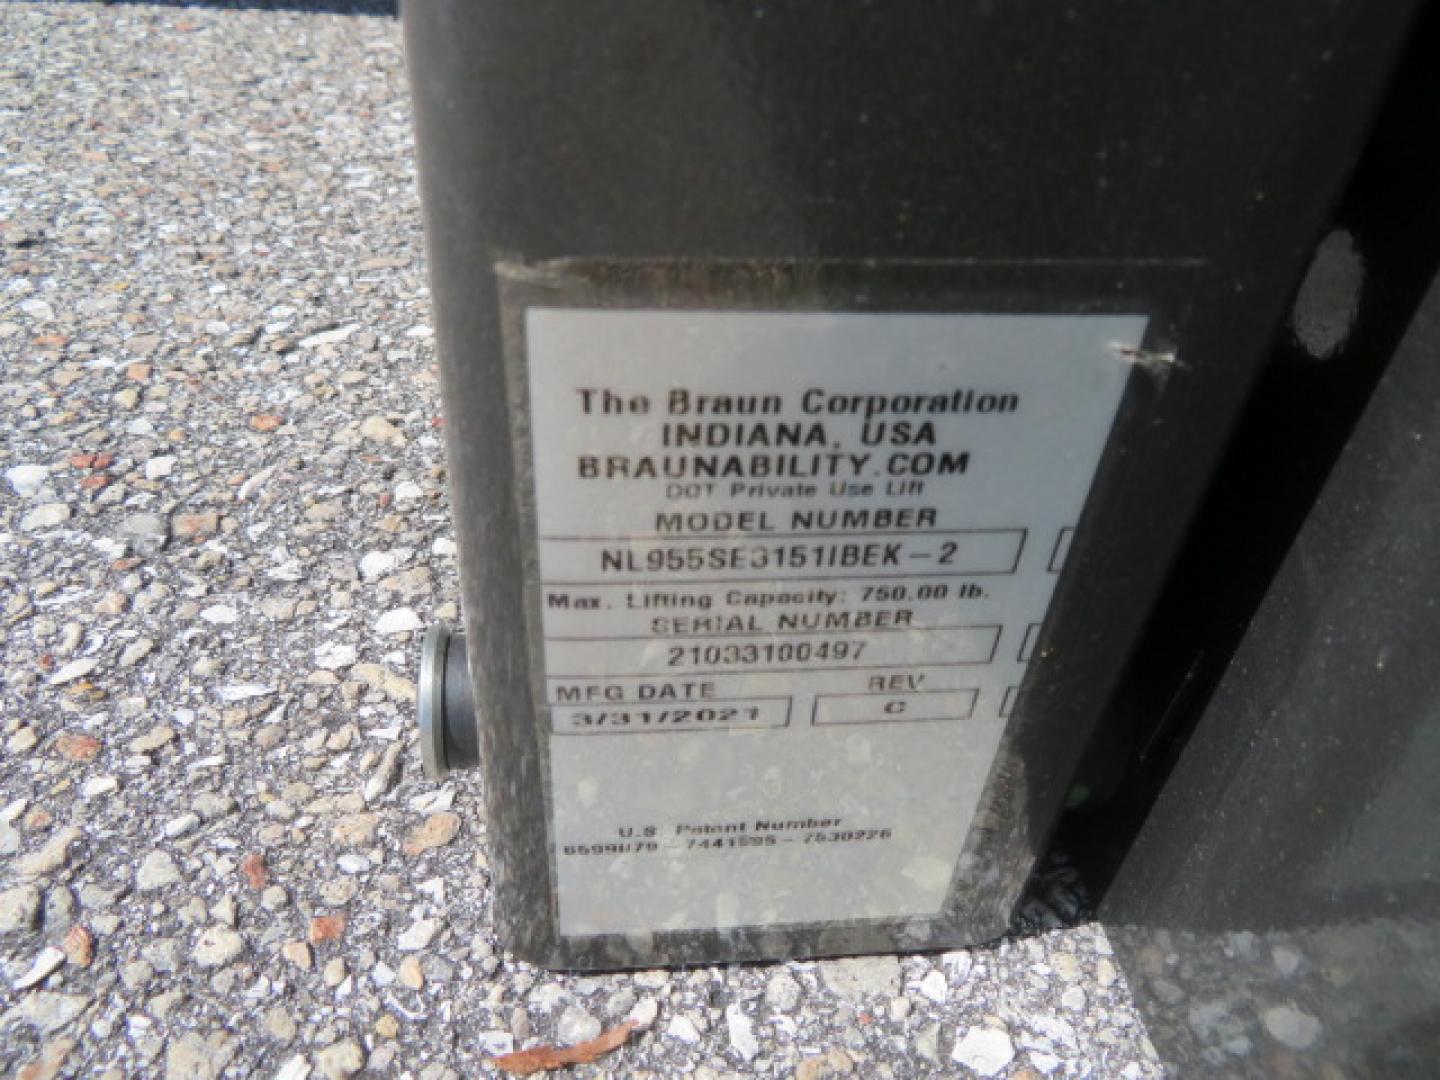 The Braun Corporation
INDIANA, USA
BRAUNABILITY.COM
DOT Private Use Lift
MODEL NUMBER
NL955SE3151IBEK-2
Max. Lifting Capacity: 750.00 lb.
SERIAL NUMBER
21033100497
MFG DATE REV
3/31/2021 C
U.S. Patent Number
7530226